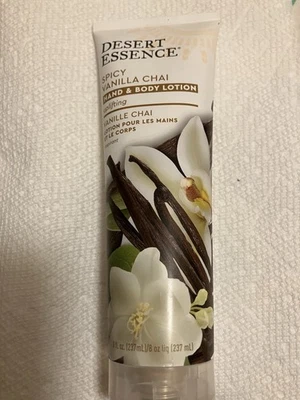 DESERT
ESSENCE
SPICY
VANILLA CHAI
HAND & BODY LOTION
uplifting
VANILLE CHAI
LOTION POUR LES MAINS
ET LE CORPS
fl oz. (237 mL)/8 oz liq (237 mL)